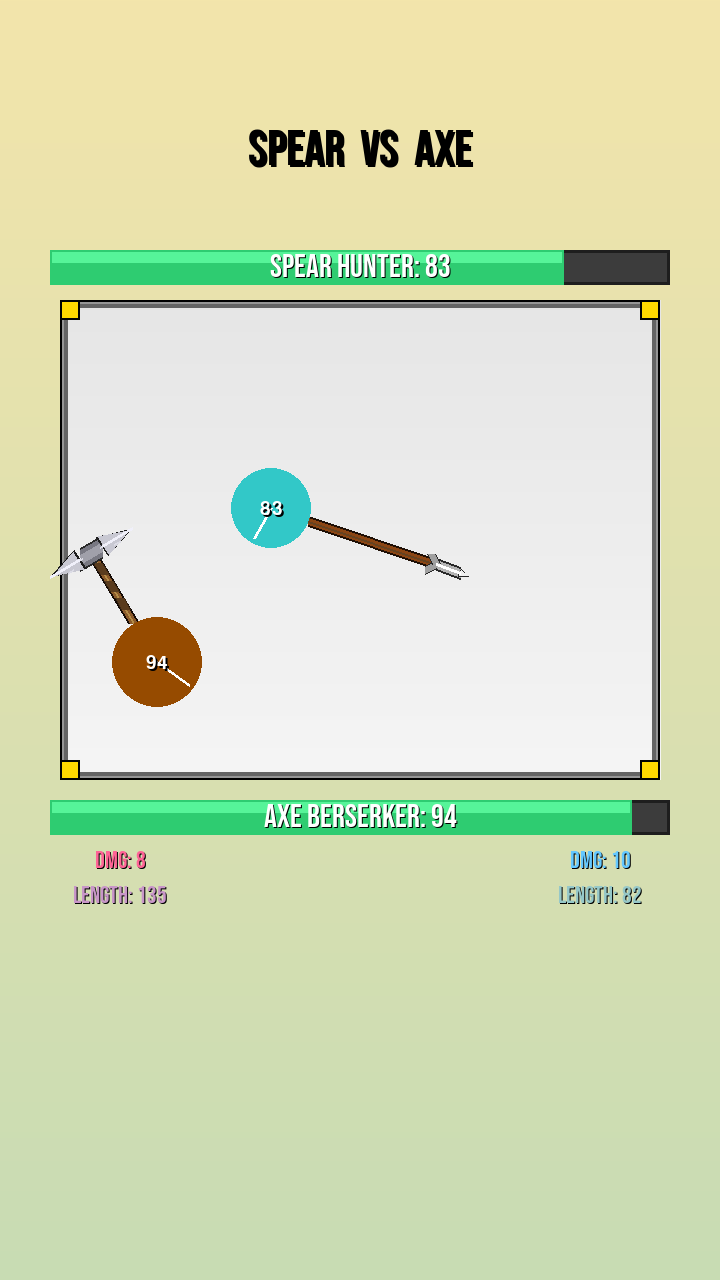 SPEAR VS AXE
SPEAR HUNTER: 83
83
94
AXE BERSERKER: 94
DMG: 8
DMG: 10
LENGTH: 135
LENGTH: 82